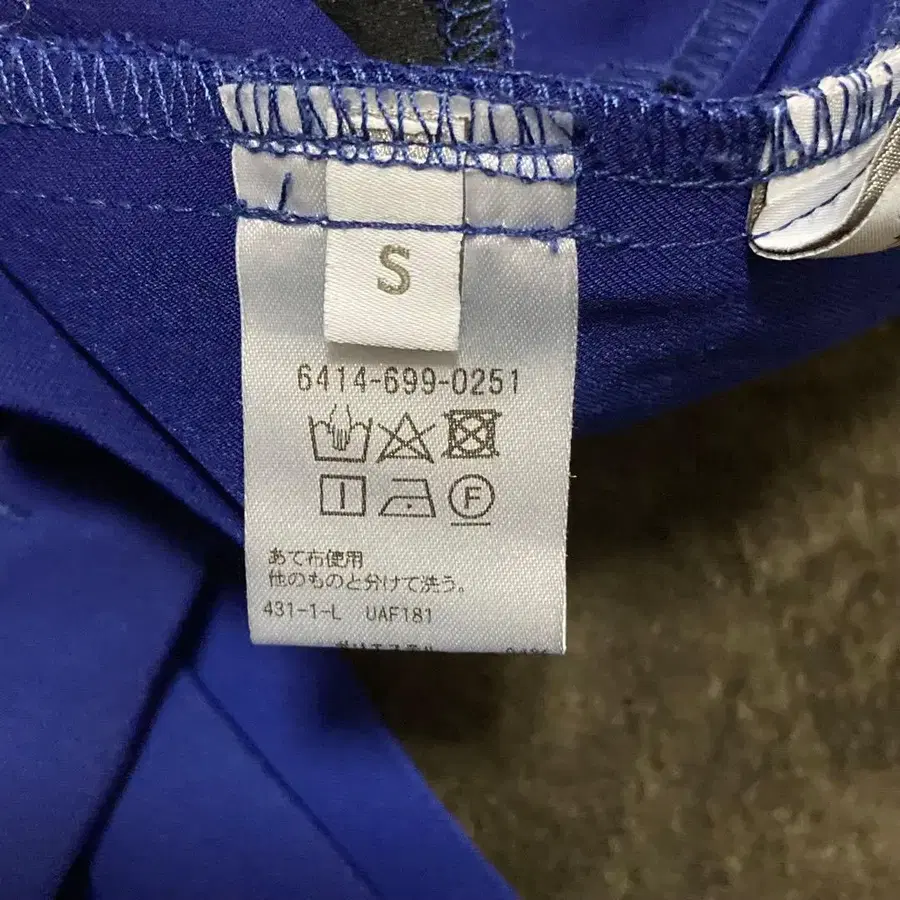 S
6414-699-0251
F
あて布使用
他のものと分けて洗う。
431-1-L UAF181